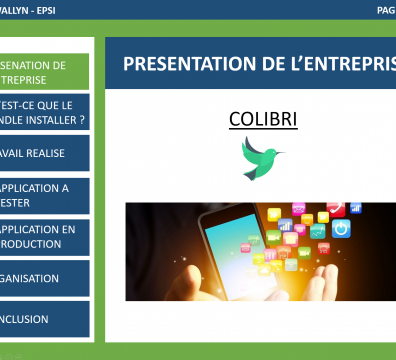 VALLYN - EPSI
PAG
SENATION DE
TREPRISE
'EST-CE QUE LE
NDLE INSTALLER ?
AVAIL REALISE
APPLICATION A
ESTER
APPLICATION EN
RODUCTION
GANISATION
NCLUSION
PRESENTATION DE L'ENTREPRIS
COLIBRI